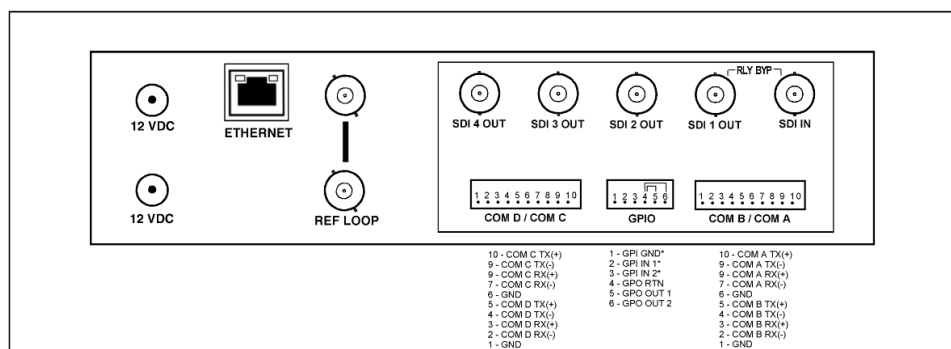 RLY BYP
SDI 4 OUT SDI 3 OUT SDI 2 OUT SDI 1 OUT SDI IN
12 VDC
ETHERNET
12 VDC
REF LOOP
1 2 3 4 5 6 7 8 9 10
COM D / COM C
1 2 3 4 5 6
GPIO
1 2 3 4 5 6 7 8 9 10
COM B / COM A
10 - COM C TX(+)
9 - COM C TX(-)
9 - COM C RX(+)
7 - COM C RX(-)
6 - GND
5 - COM D TX(+)
4 - COM D TX(-)
3 - COM D RX(+)
2 - COM D RX(-)
1 - GND
1 - GPI GND*
2 - GPI IN 1*
3 - GPI IN 2*
4 - GPO RTN
5 - GPO OUT 1
6 - GPO OUT 2
10 - COM A TX(+)
9 - COM A TX(-)
9 - COM A RX(+)
7 - COM A RX(-)
6 - GND
5 - COM B TX(+)
4 - COM B TX(-)
3 - COM B RX(+)
2 - COM B RX(-)
1 - GND